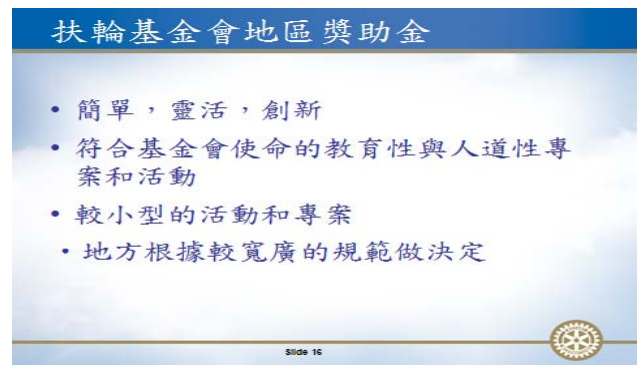 扶輪基金會地區獎助金
• 簡單，靈活，創新
• 符合基金會使命的教育性與人道性專
案和活動
• 較小型的活動和專案
• 地方根據較寬廣的規範做決定
Slide 16